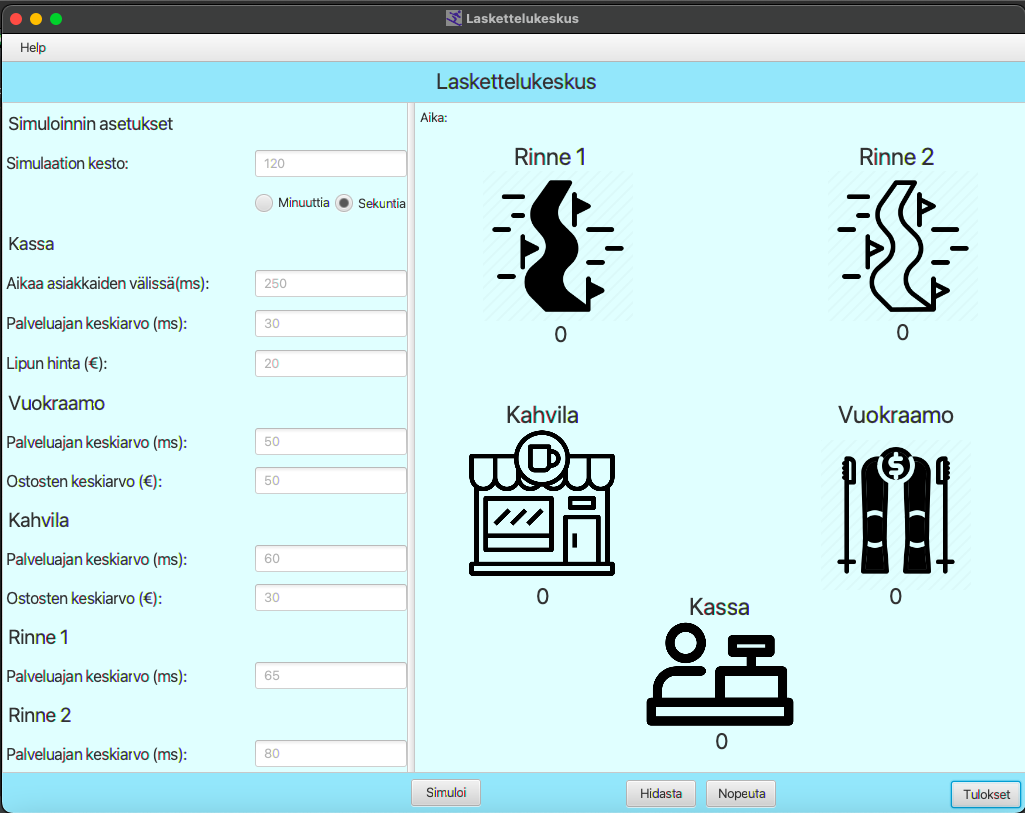 Laskettelukeskus
Help
Laskettelukeskus
Simuloinnin asetukset
Simulaation kesto:
120
Minuuttia
Sekuntia
Kassa
Aikaa asiakkaiden välissä(ms):
250
Palveluajan keskiarvo (ms):
30
Lipun hinta (€):
20
Vuokraamo
Palveluajan keskiarvo (ms):
50
Ostosten keskiarvo (€):
50
Kahvila
Palveluajan keskiarvo (ms):
60
Ostosten keskiarvo (€):
30
Rinne 1
Palveluajan keskiarvo (ms):
65
Rinne 2
Palveluajan keskiarvo (ms):
80
Aika:
Rinne 1
0
Rinne 2
0
Kahvila
0
Vuokraamo
$
0
Kassa
0
Simuloi
Hidasta
Nopeuta
Tulokset